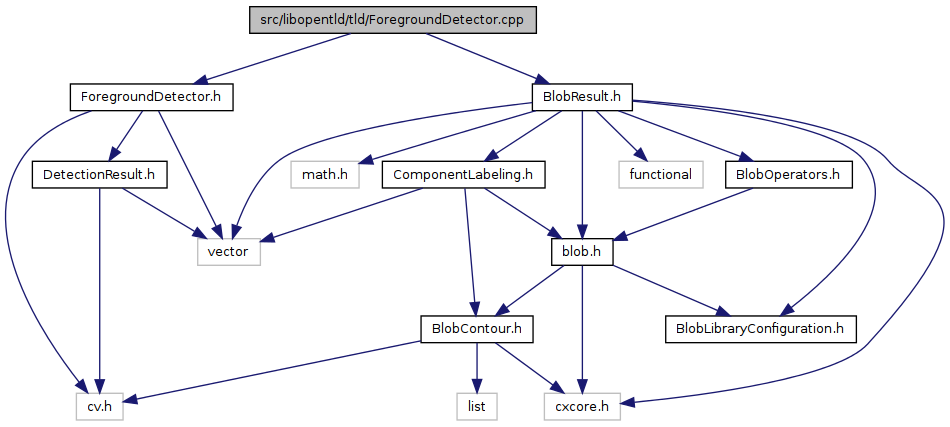 src/libopentld/tld/ForegroundDetector.cpp
ForegroundDetector.h
BlobResult.h
DetectionResult.h
math.h
ComponentLabeling.h
functional
BlobOperators.h
vector
blob.h
BlobContour.h
BlobLibraryConfiguration.h
cv.h
list
cxcore.h